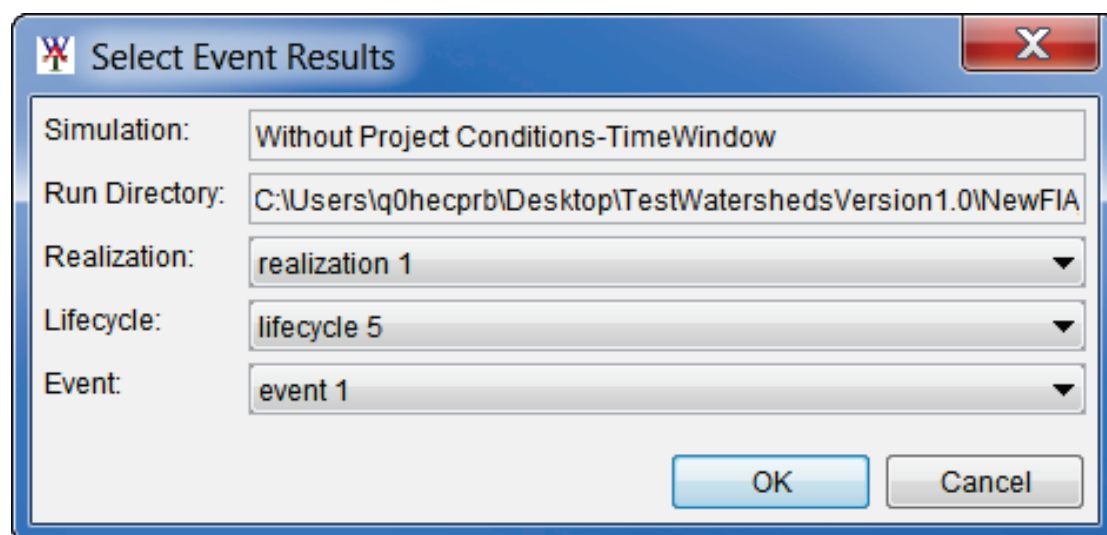 Select Event Results
Simulation: Without Project Conditions-TimeWindow
Run Directory: C:\Users\q0hecprb\Desktop\TestWatershedsVersion1.0\NewFIA
Realization: realization 1
Lifecycle: lifecycle 5
Event: event 1
OK Cancel